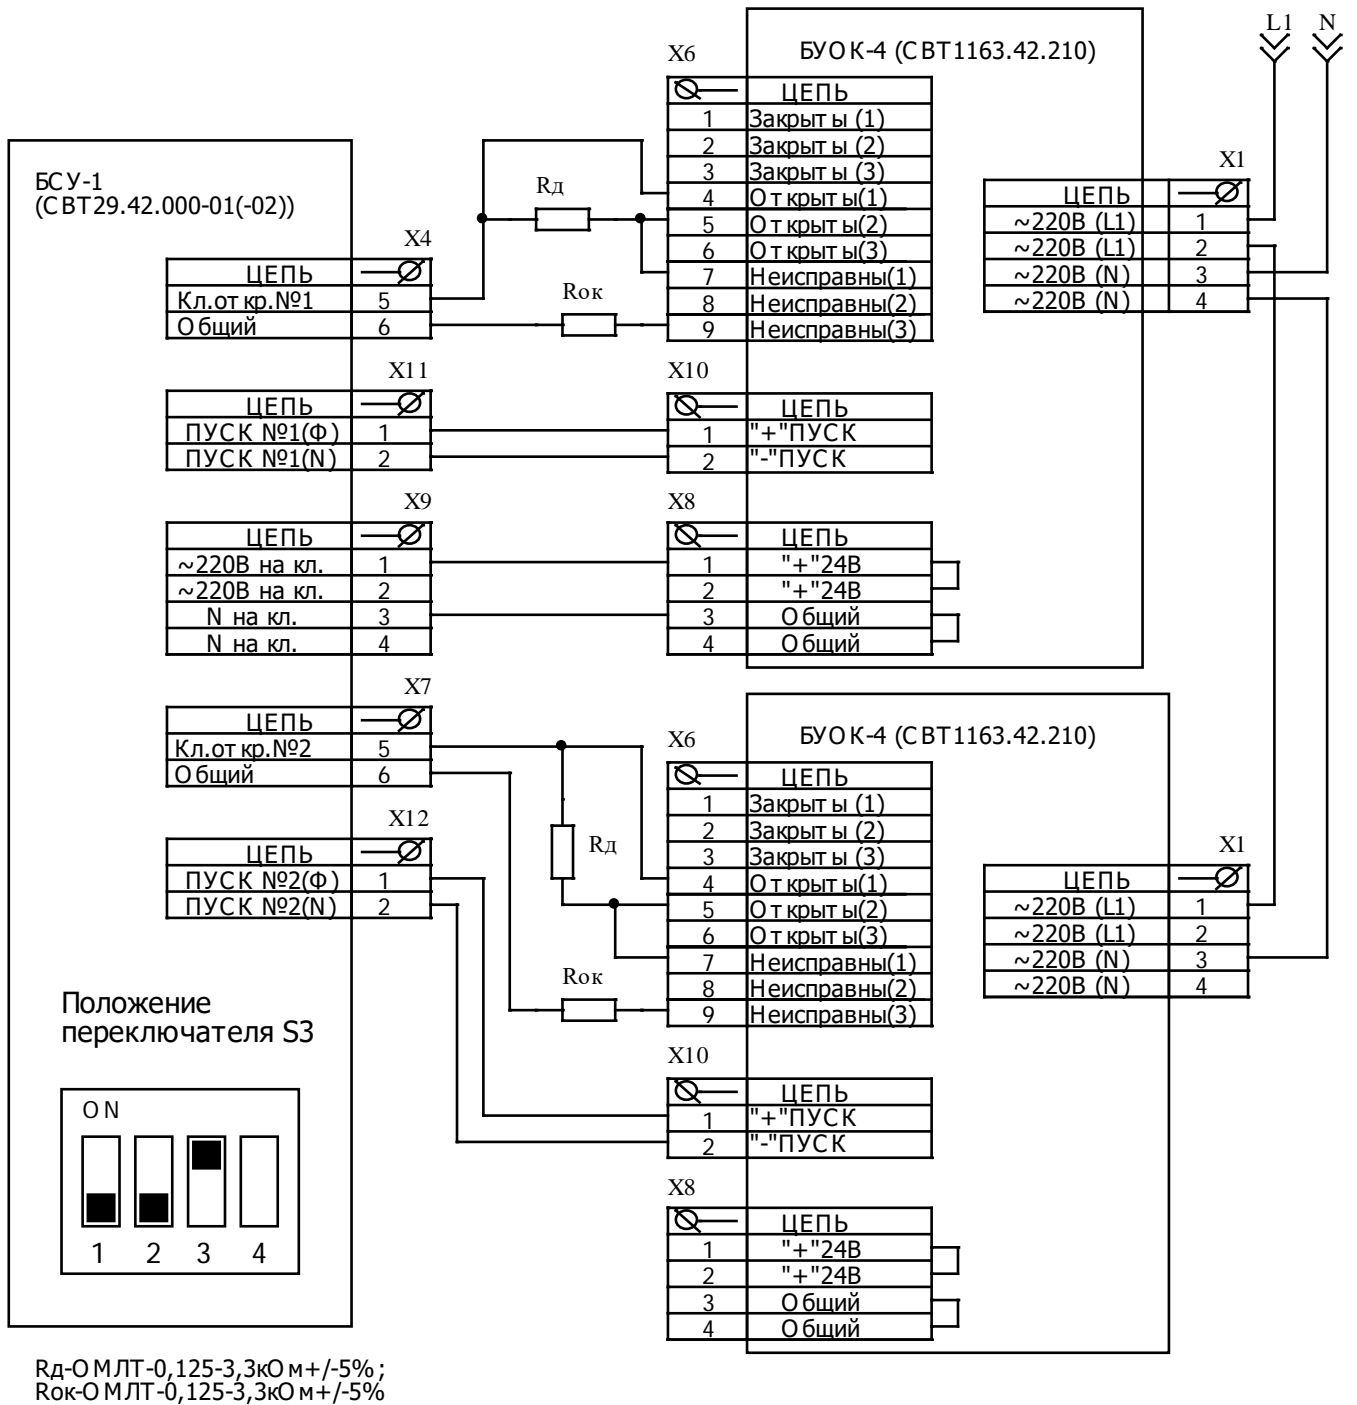 L1 N
X6
БУОК-4 (СВТ1163.42.210)
ЦЕПЬ
1 Закрыты (1)
2 Закрыты (2)
3 Закрыты (3)
4 Открыты(1)
5 Открыты(2)
6 Открыты(3)
7 Неисправны(1)
8 Неисправны(2)
9 Неисправны(3)
X1
ЦЕПЬ
~220В (L1) 1
~220В (L1) 2
~220В (N) 3
~220В (N) 4
БСУ-1
(СВТ29.42.000-01(-02))
Rд
Rок
X4
ЦЕПЬ
Кл.откр.№1 5
Общий 6
X11
ЦЕПЬ
ПУСК №1(Ф) 1
ПУСК №1(N) 2
X10
ЦЕПЬ
1 "+"ПУСК
2 "-"ПУСК
X9
ЦЕПЬ
~220В на кл. 1
~220В на кл. 2
N на кл. 3
N на кл. 4
X8
ЦЕПЬ
1 "+"24В
2 "+"24В
3 Общий
4 Общий
X7
ЦЕПЬ
Кл.откр.№2 5
Общий 6
X12
ЦЕПЬ
ПУСК №2(Ф) 1
ПУСК №2(N) 2
Rд
Rок
X6
БУОК-4 (СВТ1163.42.210)
ЦЕПЬ
1 Закрыты (1)
2 Закрыты (2)
3 Закрыты (3)
4 Открыты(1)
5 Открыты(2)
6 Открыты(3)
7 Неисправны(1)
8 Неисправны(2)
9 Неисправны(3)
X1
ЦЕПЬ
~220В (L1) 1
~220В (L1) 2
~220В (N) 3
~220В (N) 4
X10
ЦЕПЬ
1 "+"ПУСК
2 "-"ПУСК
X8
ЦЕПЬ
1 "+"24В
2 "+"24В
3 Общий
4 Общий
Положение
переключателя S3
ON
1 2 3 4
Rд-ОМЛТ-0,125-3,3кОм+/-5%;
Rок-ОМЛТ-0,125-3,3кОм+/-5%